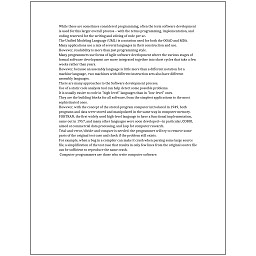 While these are sometimes considered programming, often the term software development
is used for this larger overall process – with the terms programming, implementation, and
coding reserved for the writing and editing of code per se.
The Unified Modeling Language (UML) is a notation used for both the OOAD and MDA.
Many applications use a mix of several languages in their construction and use.
However, readability is more than just programming style.
Many programmers use forms of Agile software development where the various stages of
formal software development are more integrated together into short cycles that take a few
weeks rather than years.
However, because an assembly language is little more than a different notation for a
machine language, two machines with different instruction sets also have different
assembly languages.
There are many approaches to the Software development process.
Use of a static code analysis tool can help detect some possible problems.
It is usually easier to code in "high-level" languages than in "low-level" ones.
They are the building blocks for all software, from the simplest applications to the most
sophisticated ones.
However, with the concept of the stored-program computer introduced in 1949, both
programs and data were stored and manipulated in the same way in computer memory.
FORTRAN, the first widely used high-level language to have a functional implementation,
came out in 1957, and many other languages were soon developed—in particular, COBOL
aimed at commercial data processing, and Lisp for computer research.
Trial-and-error/divide-and-conquer is needed: the programmer will try to remove some
parts of the original test case and check if the problem still exists.
For example, when a bug in a compiler can make it crash when parsing some large source
file, a simplification of the test case that results in only few lines from the original source file
can be sufficient to reproduce the same crash.
Computer programmers are those who write computer software.